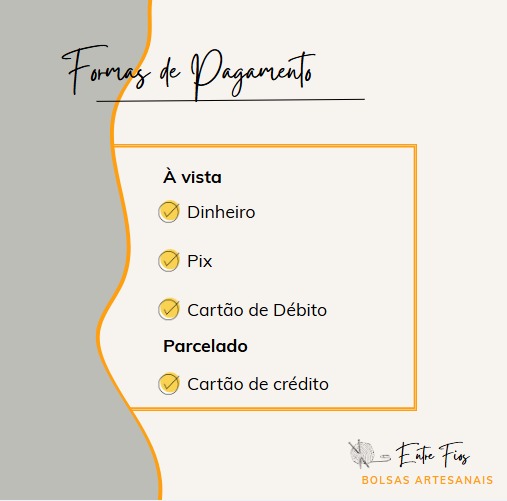 Formas de Pagamento
À vista
Dinheiro
Pix
Cartão de Débito
Parcelado
Cartão de crédito
Entre Fios
BOLSAS ARTESANAIS